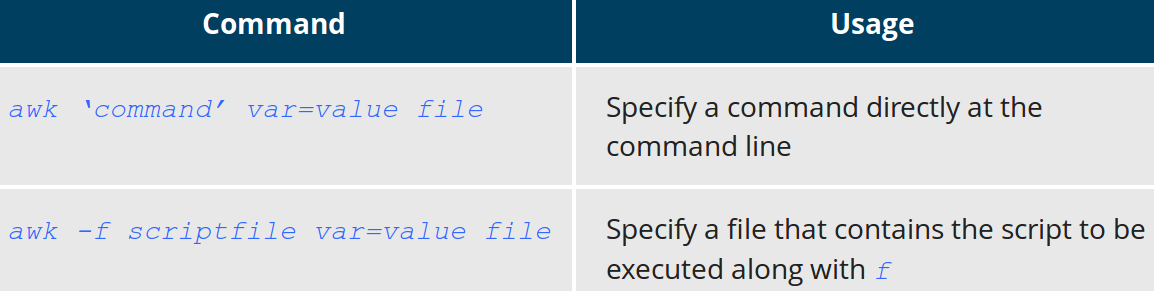 Command
Usage
awk ‘command’ var=value file
Specify a command directly at the
command line
awk -f scriptfile var=value file
Specify a file that contains the script to be
executed along with f